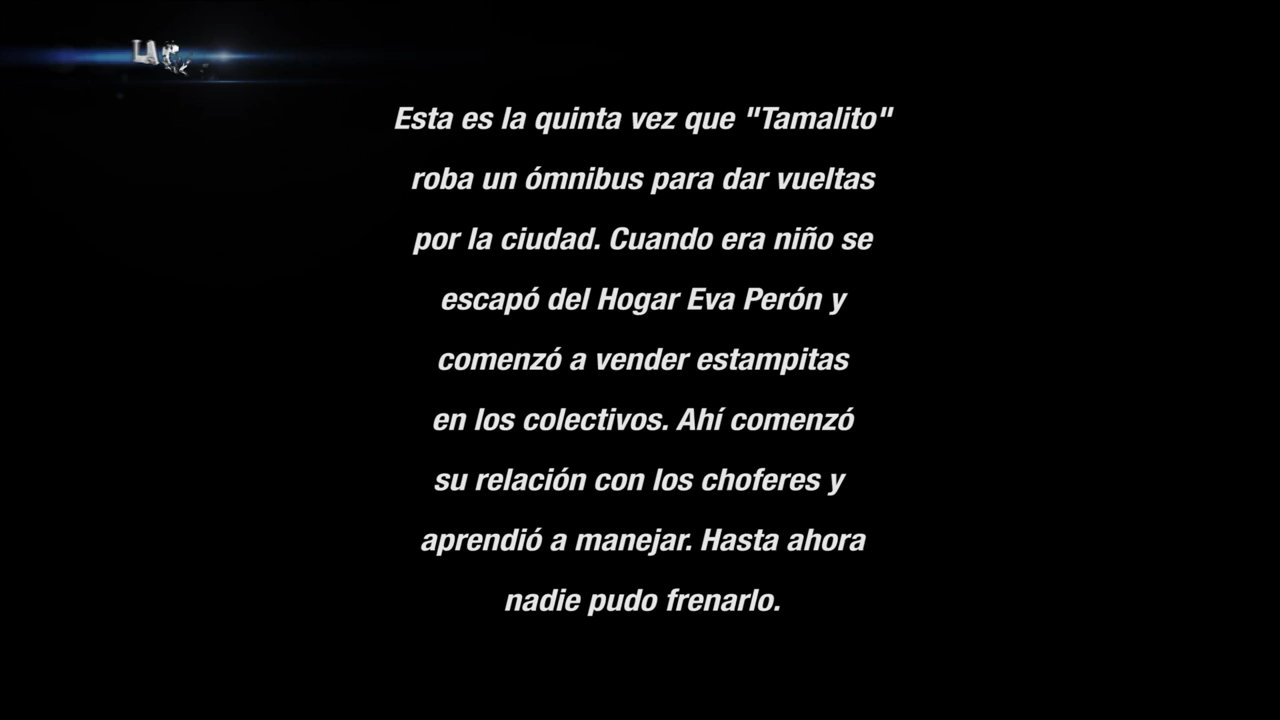 LA
Esta es la quinta vez que "Tamalito"
roba un ómnibus para dar vueltas
por la ciudad. Cuando era niño se
escapó del Hogar Eva Perón y
comenzó a vender estampitas
en los colectivos. Ahí comenzó
su relación con los choferes y
aprendió a manejar. Hasta ahora
nadie pudo frenarlo.